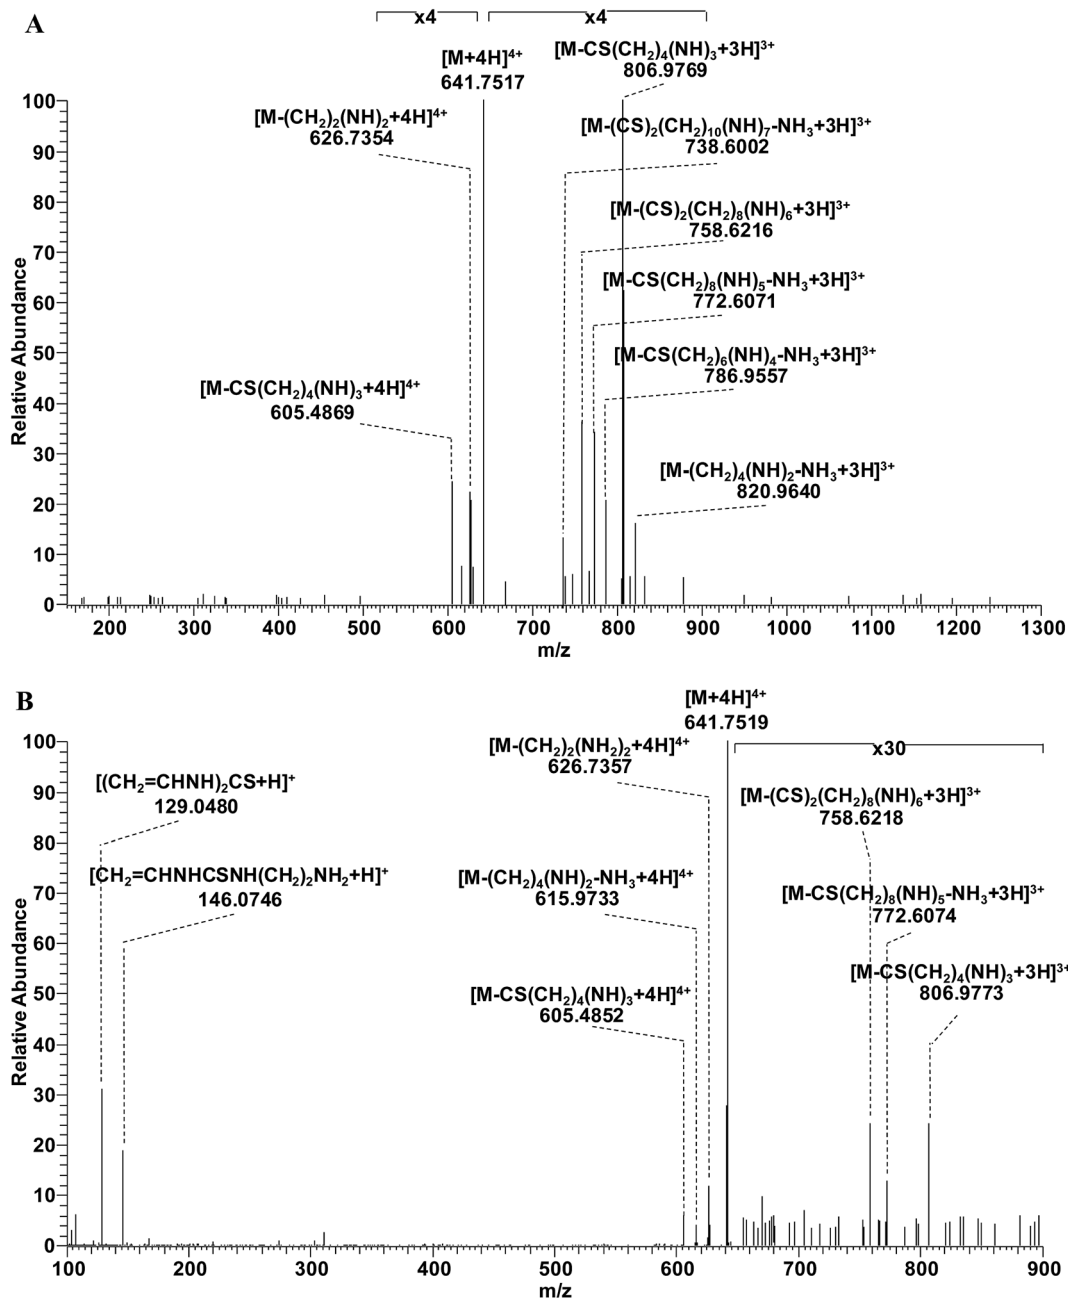 A
x4
x4
[M+4H]⁴⁺
641.7517
[M-CS(CH₂)₄(NH)₃+3H]³⁺
806.9769
[M-(CH₂)₂(NH)₂+4H]⁴⁺
626.7354
[M-(CS)₂(CH₂)₁₀(NH)₇-NH₃+3H]³⁺
738.6002
[M-(CS)₂(CH₂)₈(NH)₆+3H]³⁺
758.6216
[M-CS(CH₂)₈(NH)₅-NH₃+3H]³⁺
772.6071
[M-CS(CH₂)₆(NH)₄-NH₃+3H]³⁺
786.9557
[M-CS(CH₂)₄(NH)₃+4H]⁴⁺
605.4869
[M-(CH₂)₄(NH)₂-NH₃+3H]³⁺
820.9640
Relative Abundance
100
90
80
70
60
50
40
30
20
10
0
200 300 400 500 600 700 800 900 1000 1100 1200 1300
m/z
B
[M+4H]⁴⁺
641.7519
x30
[M-(CH₂)₂(NH₂)₂+4H]⁴⁺
626.7357
[(CH₂=CHNH)₂CS+H]⁺
129.0480
[M-(CS)₂(CH₂)₈(NH)₆+3H]³⁺
758.6218
[CH₂=CHNHCSNH(CH₂)₂NH₂+H]⁺
146.0746
[M-(CH₂)₄(NH)₂-NH₃+4H]⁴⁺
615.9733
[M-CS(CH₂)₈(NH)₅-NH₃+3H]³⁺
772.6074
[M-CS(CH₂)₄(NH)₃+4H]⁴⁺
605.4852
[M-CS(CH₂)₄(NH)₃+3H]³⁺
806.9773
Relative Abundance
100
90
80
70
60
50
40
30
20
10
0
100 200 300 400 500 600 700 800 900
m/z